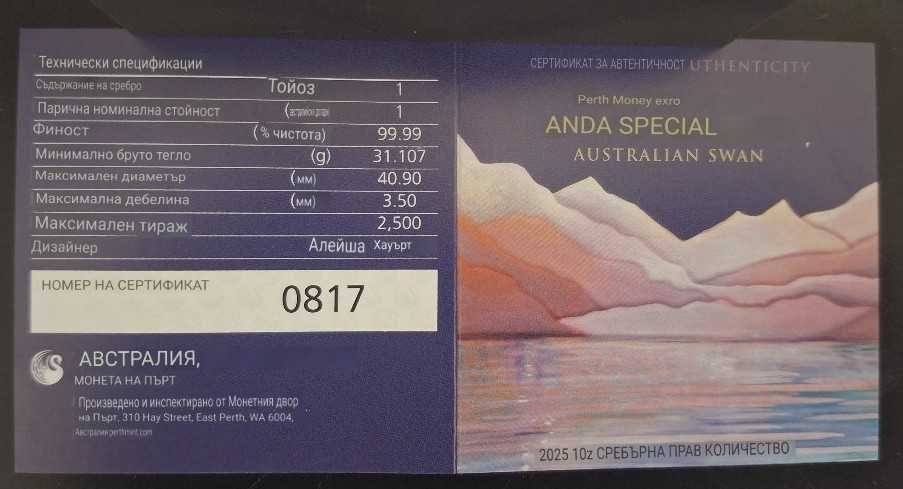 Технически спецификации
Съдържание на сребро Тойоз 1
Парична номинална стойност 1
Финост (% чистота) 99.99
Минимално бруто тегло (g) 31.107
Максимален диаметър (мм) 40.90
Максимална дебелина (мм) 3.50
Максимален тираж 2,500
Дизайнер Алейша Хауърт
НОМЕР НА СЕРТИФИКАТ 0817
АВСТРАЛИЯ,
МОНЕТА НА ПЪРТ
Произведено и инспектирано от Монетния двор
на Пърт, 310 Hay Street, East Perth, WA 6004,
Австралия perthmint.com
СЕРТИФИКАТ ЗА АВТЕНТИЧНОСТ UTHENTICITY
Perth Money exro
ANDA SPECIAL
AUSTRALIAN SWAN
2025 10z СРЕБЪРНА ПРАВ КОЛИЧЕСТВО